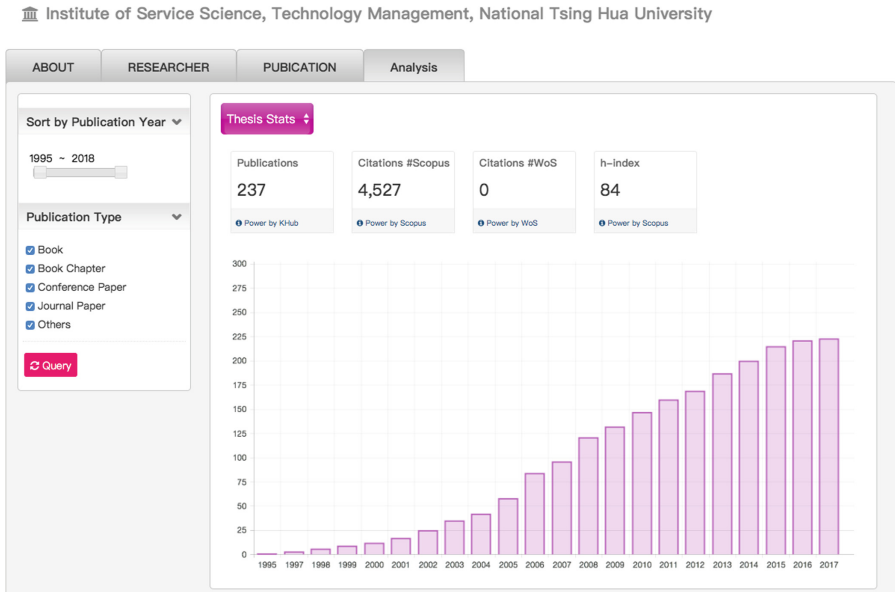 Institute of Service Science, Technology Management, National Tsing Hua University
ABOUT
RESEARCHER
PUBICATION
Analysis
Sort by Publication Year
1995 ~ 2018
Publication Type
Book
Book Chapter
Conference Paper
Journal Paper
Others
Query
Thesis Stats
Publications
237
Power by KHub
Citations #Scopus
4,527
Power by Scopus
Citations #WoS
0
Power by WoS
h-index
84
Power by Scopus
300
275
250
225
200
175
150
125
100
75
50
25
0
1995 1997 1998 1999 2000 2001 2002 2003 2004 2005 2006 2007 2008 2009 2010 2011 2012 2013 2014 2015 2016 2017